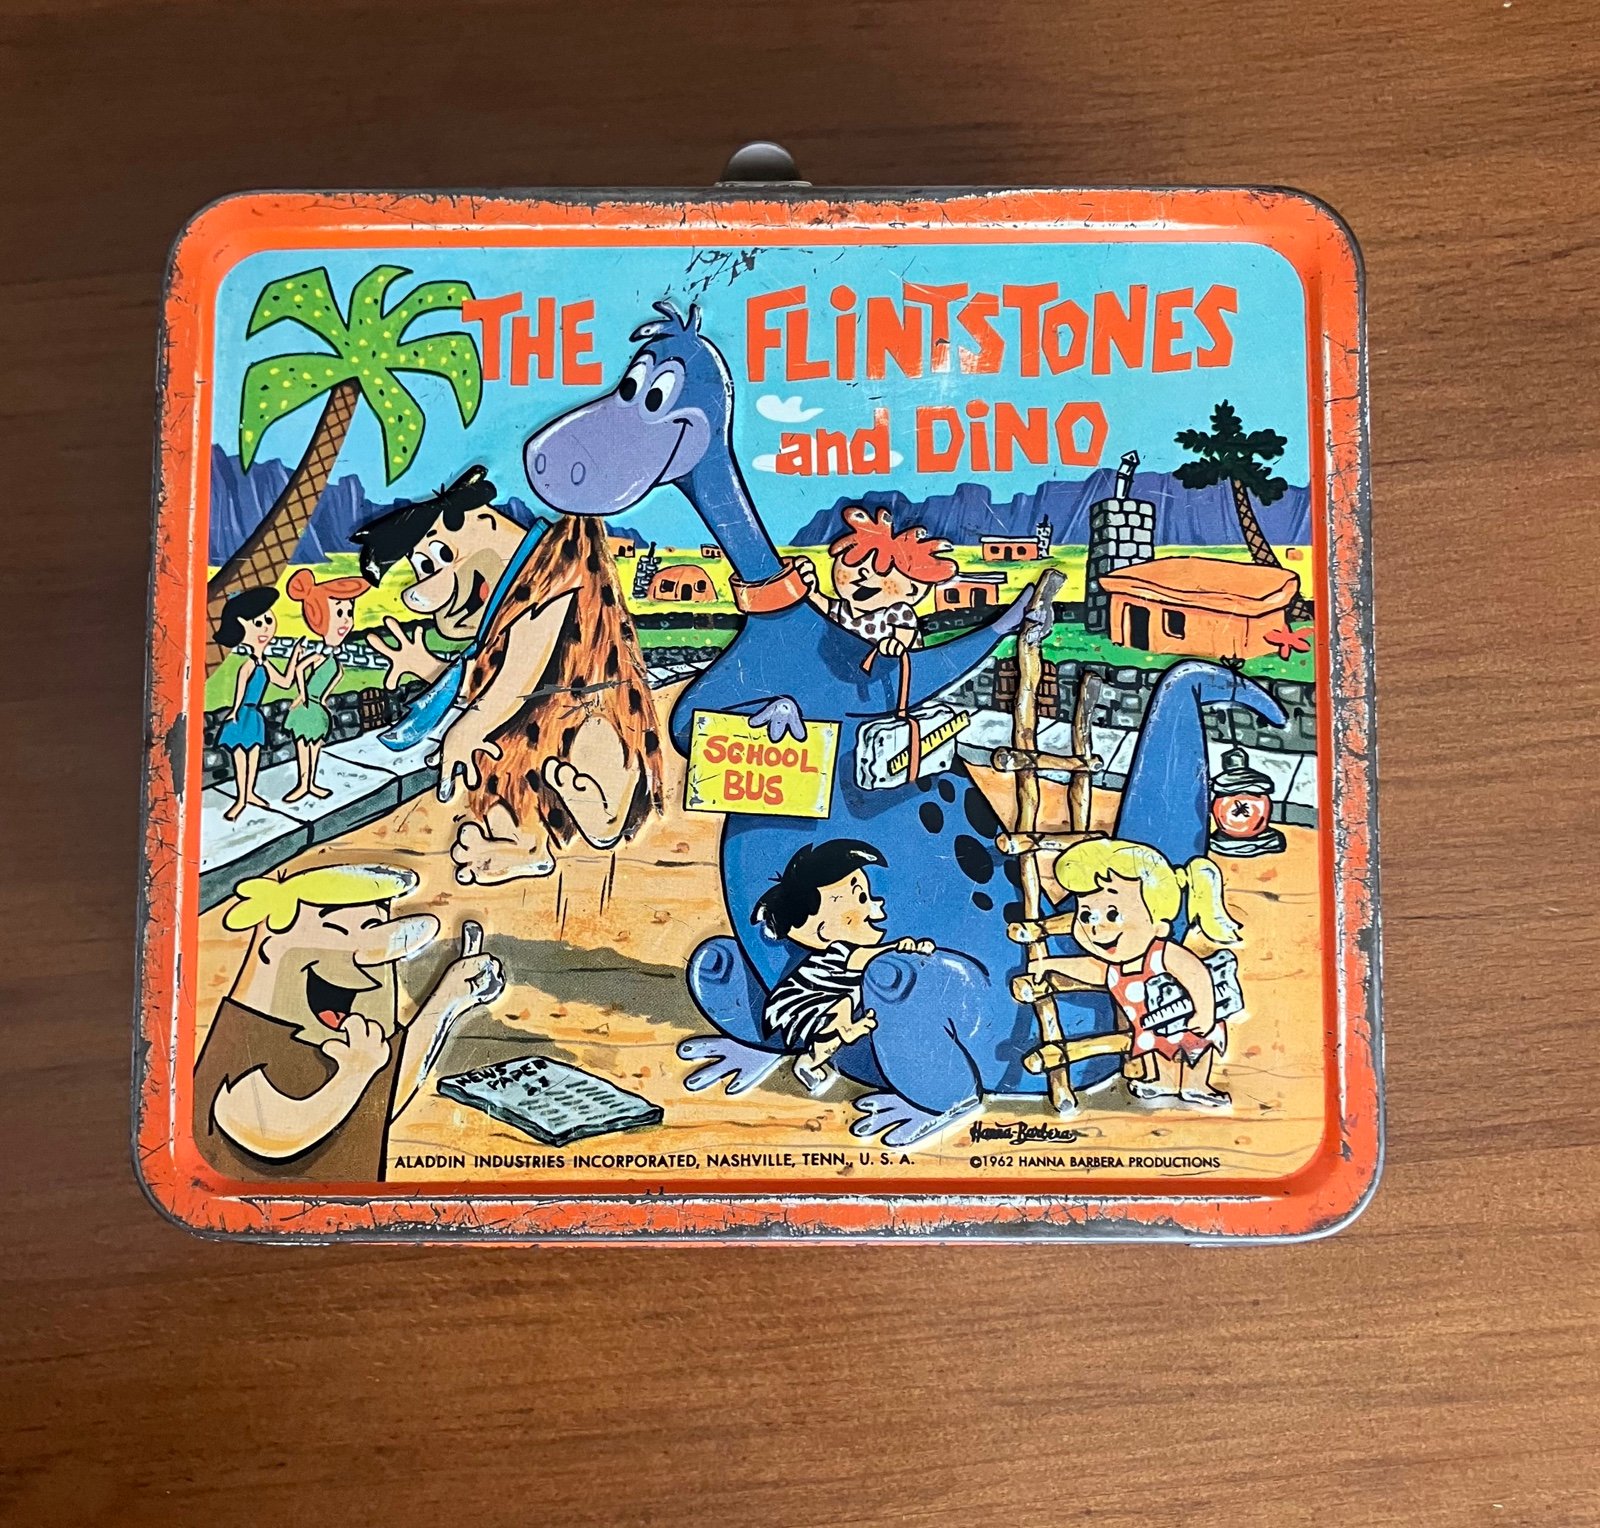 THE FLiNTSTONES
and DiNO
SCHOOL
BUS
NEWS
PAPER
Hanna-Barbera
ALADDIN INDUSTRIES INCORPORATED, NASHVILLE, TENN., U. S. A.
©1962 HANNA BARBERA PRODUCTIONS